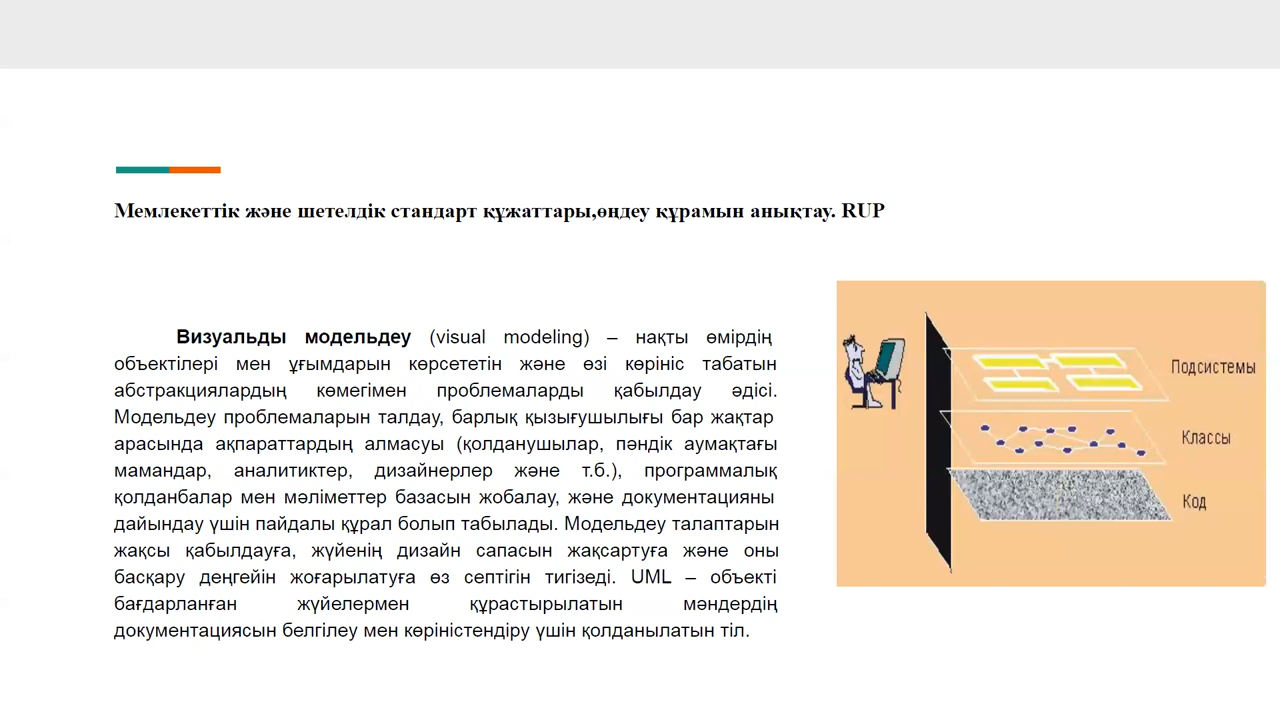 Мемлекеттік және шетелдік стандарт құжаттары,өңдеу құрамын анықтау. RUP
Визуальды модельдеу (visual modeling) – нақты өмірдің
объектілері мен ұғымдарын көрсететін және өзі көрініс табатын
абстракциялардың көмегімен проблемаларды қабылдау әдісі.
Модельдеу проблемаларын талдау, барлық қызығушылығы бар жақтар
арасында ақпараттардың алмасуы (қолданушылар, пәндік аумақтағы
мамандар, аналитиктер, дизайнерлер және т.б.), программалық
қолданбалар мен мәліметтер базасын жобалау, және документацияны
дайындау үшін пайдалы құрал болып табылады. Модельдеу талаптарын
жақсы қабылдауға, жүйенің дизайн сапасын жақсартуға және оны
басқару деңгейін жоғарылатуға өз септігін тигізеді. UML – объекті
бағдарланған жүйелермен құрастырылатын мәндердің
документациясын белгілеу мен көріністендіру үшін қолданылатын тіл.
Подсистемы
Классы
Код